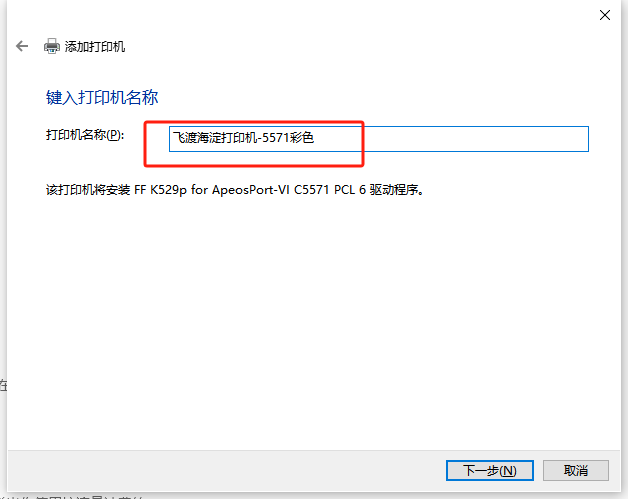 添加打印机
键入打印机名称
打印机名称(P): 飞渡海淀打印机-5571彩色
该打印机将安装 FF K529p for ApeosPort-VI C5571 PCL 6 驱动程序。
在
下一步(N) 取消